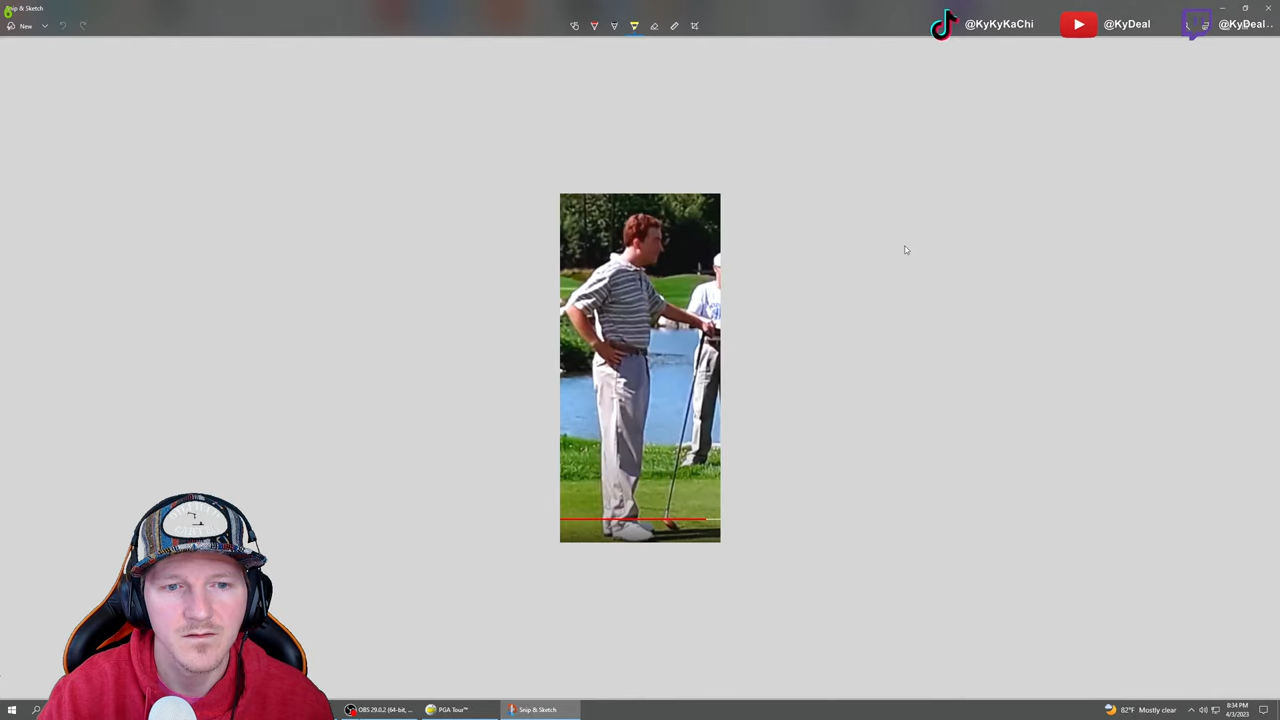 Snip & Sketch
6
New
@KyKyKaChi
@KyDeal
@KyDeal
OBS 29.0.2 (64-bit, ...
PGA Tour™
Snip & Sketch
82°F Mostly clear
8:34 PM
4/3/2023